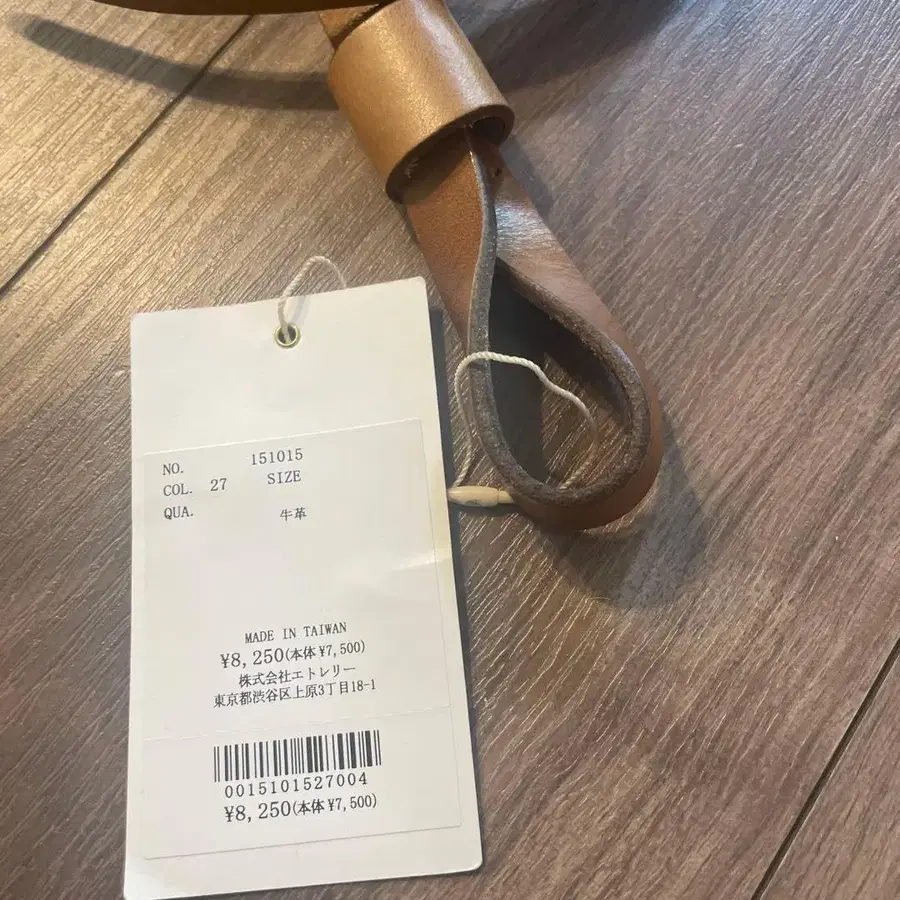 NO. 151015
COL. 27 SIZE
QUA. 牛革
MADE IN TAIWAN
¥8,250(本体¥7,500)
株式会社エトレリー
東京都渋谷区上原3丁目18-1
0015101527004
¥8,250(本体¥7,500)